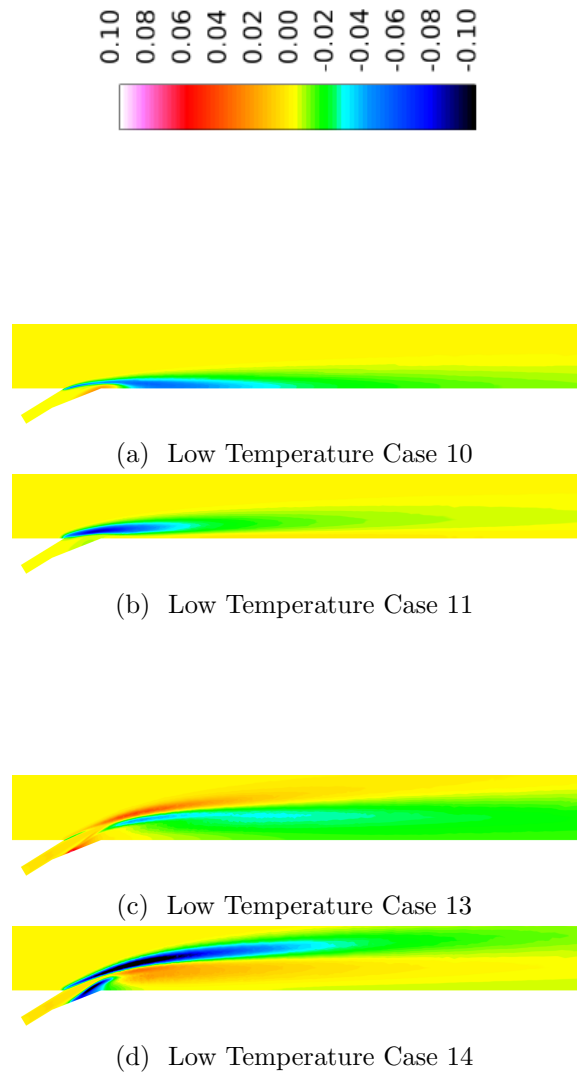 0.10 0.08 0.06 0.04 0.02 0.00 -0.02 -0.04 -0.06 -0.08 -0.10
(a) Low Temperature Case 10
(b) Low Temperature Case 11
(c) Low Temperature Case 13
(d) Low Temperature Case 14